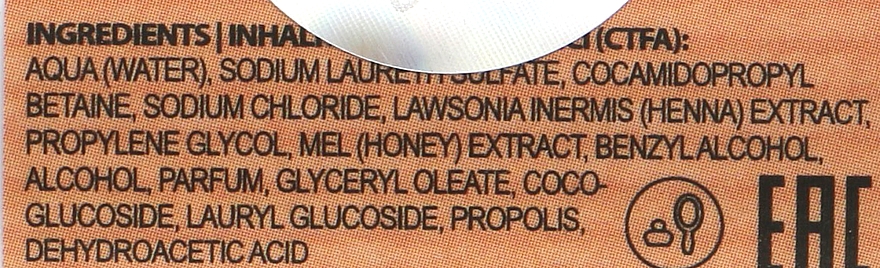 INGREDIENTS | (CTFA):
AQUA (WATER), SODIUM LAURETH SULFATE, COCAMIDOPROPYL
BETAINE, SODIUM CHLORIDE, LAWSONIA INERMIS (HENNA) EXTRACT,
PROPYLENE GLYCOL, MEL (HONEY) EXTRACT, BENZYL ALCOHOL,
ALCOHOL, PARFUM, GLYCERYL OLEATE, COCO-
GLUCOSIDE, LAURYL GLUCOSIDE, PROPOLIS,
DEHYDROACETIC ACID
EAC